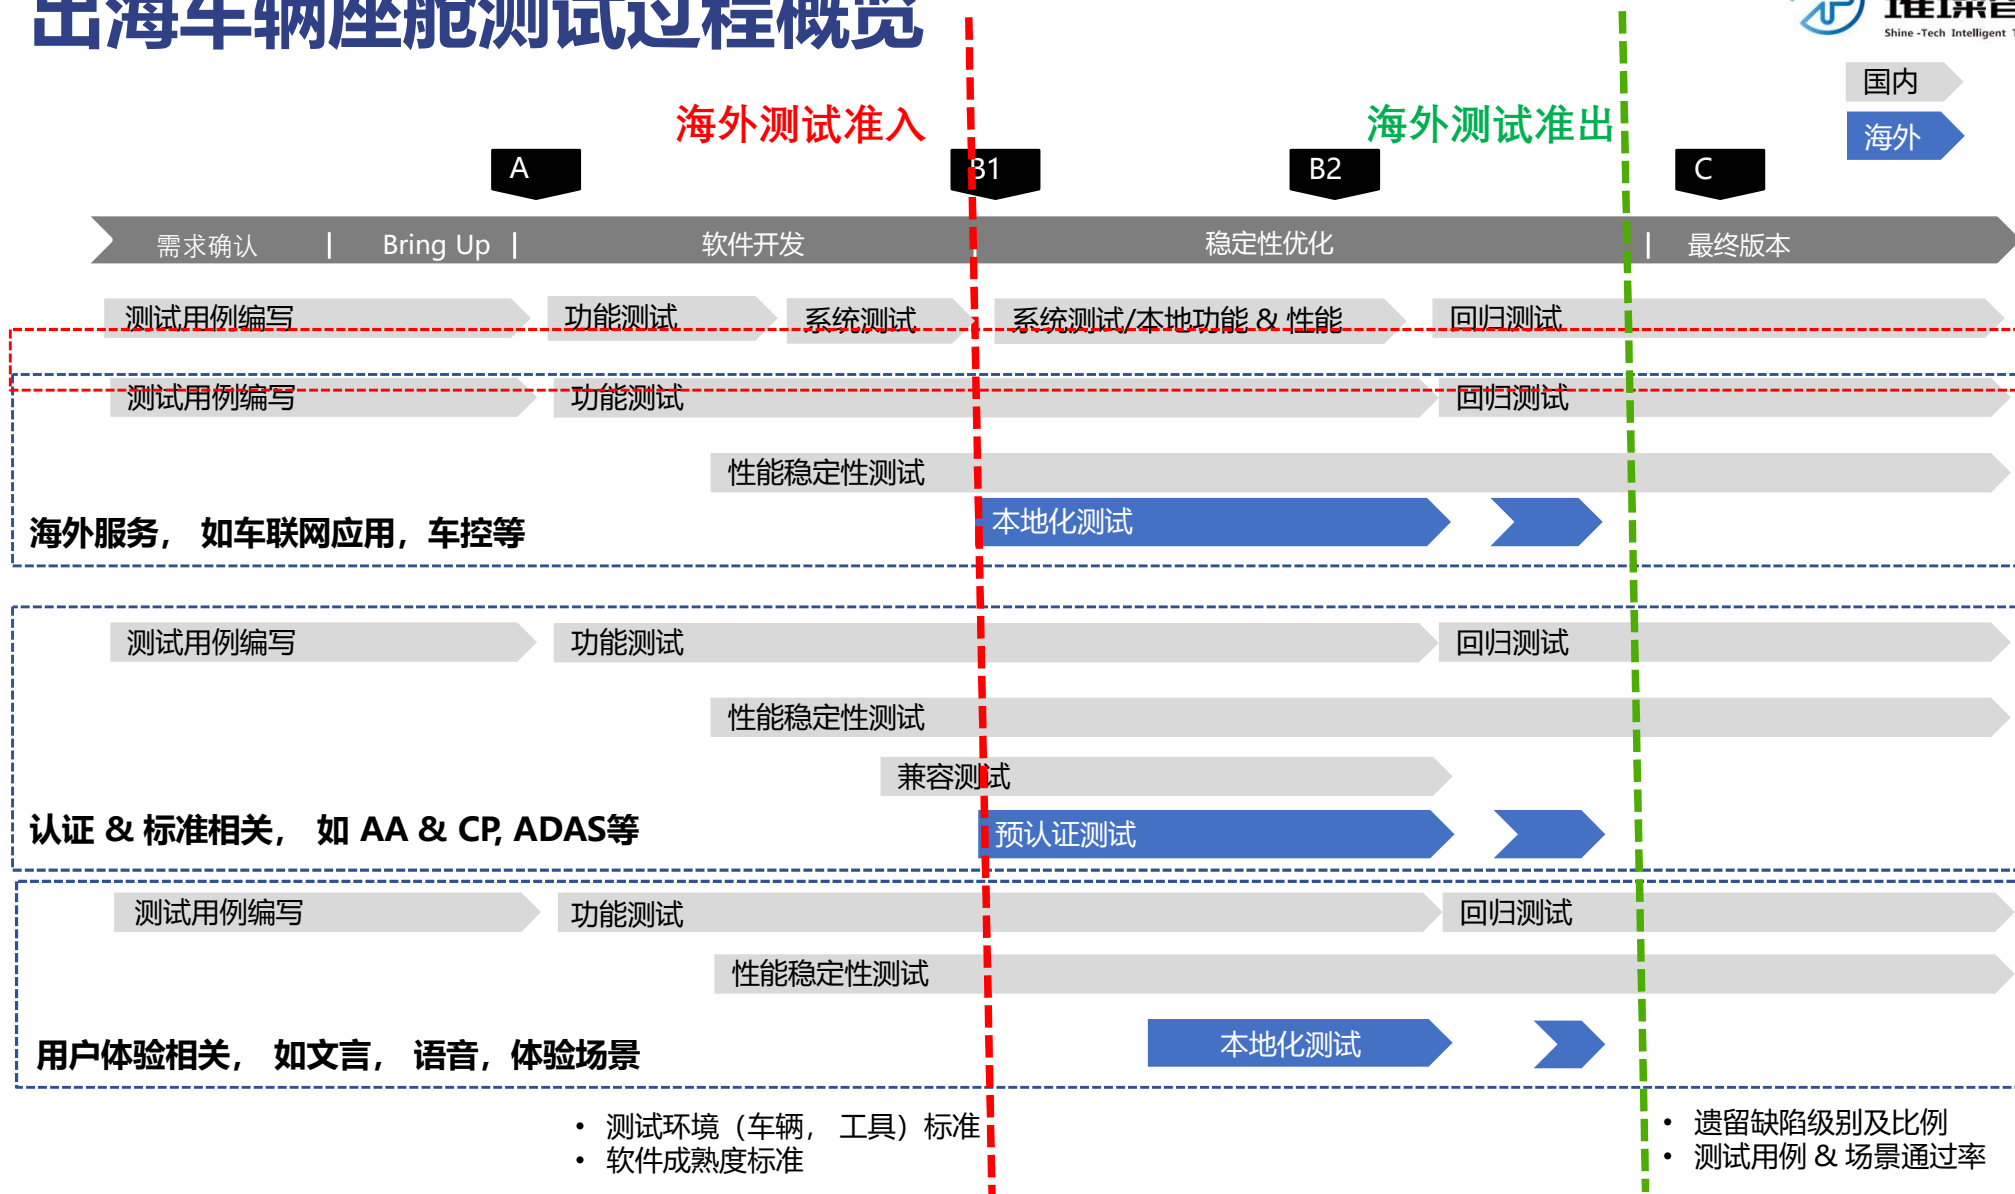 出海车辆座舱测试过程概览
Shine -Tech Intelligent
国内
海外
海外测试准入
海外测试准出
A
B1
B2
C
需求确认 | Bring Up | 软件开发 稳定性优化 | 最终版本
测试用例编写 功能测试 系统测试 系统测试/本地功能 & 性能 回归测试
测试用例编写 功能测试 回归测试
性能稳定性测试
本地化测试
海外服务， 如车联网应用，车控等
测试用例编写 功能测试 回归测试
性能稳定性测试
兼容测试
预认证测试
认证 & 标准相关， 如 AA & CP, ADAS等
测试用例编写 功能测试 回归测试
性能稳定性测试
本地化测试
用户体验相关， 如文言， 语音，体验场景
• 测试环境（车辆， 工具）标准
• 软件成熟度标准
• 遗留缺陷级别及比例
• 测试用例 & 场景通过率